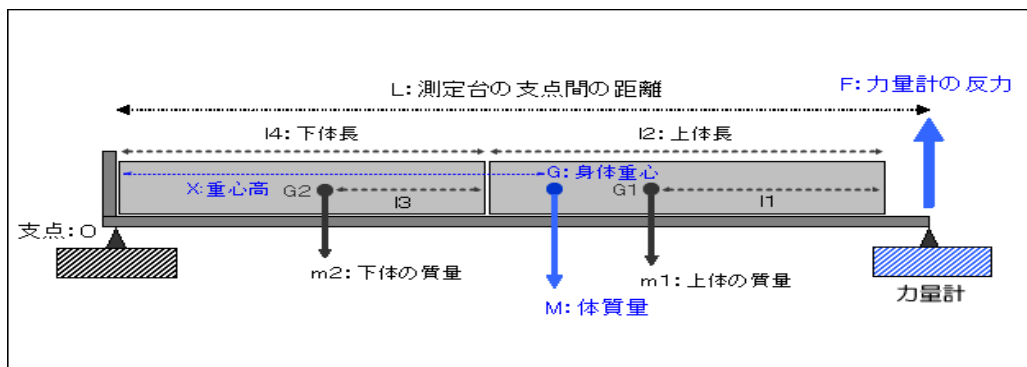 L：測定台の支点間の距離
F：力量計の反力
l4：下体長
l2：上体長
G：身体重心
X：重心高
G2
G1
l3
l1
支点：O
m2：下体の質量
m1：上体の質量
M：体質量
力量計